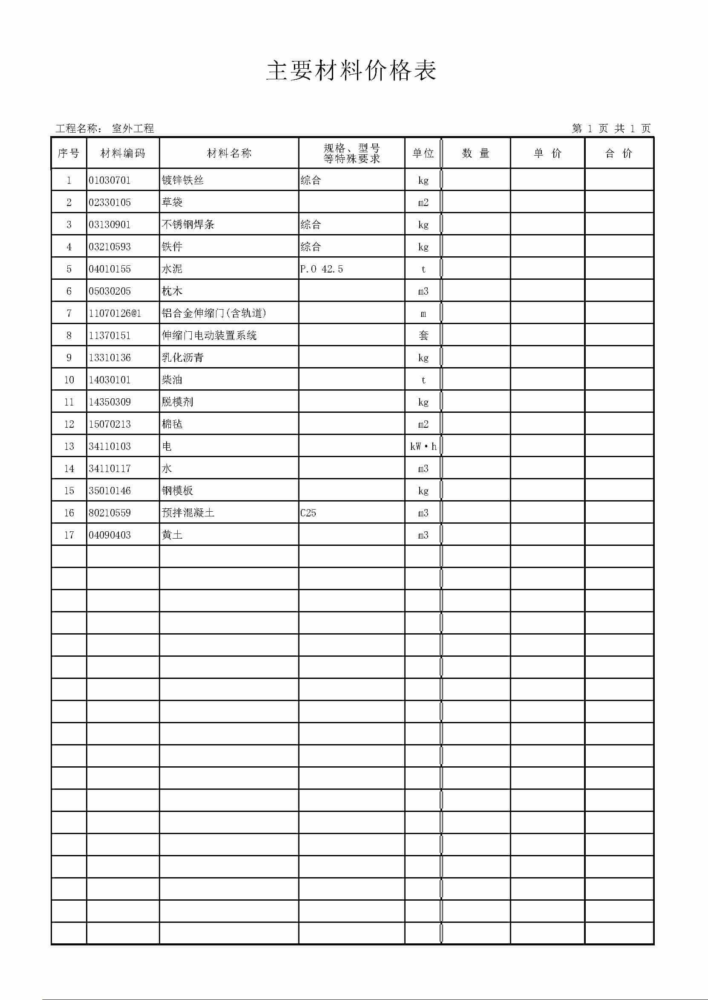 主要材料价格表
工程名称: 室外工程 第 1 页 共 1 页
序号 材料编码 材料名称 规格、型号等特殊要求 单位 数 量 单 价 合 价
1 01030701 镀锌铁丝 综合 kg
2 02330105 草袋 m2
3 03130901 不锈钢焊条 综合 kg
4 03210593 铁件 综合 kg
5 04010155 水泥 P.O 42.5 t
6 05030205 枕木 m3
7 11070126@1 铝合金伸缩门(含轨道) m
8 11370151 伸缩门电动装置系统 套
9 13310136 乳化沥青 kg
10 14030101 柴油 t
11 14350309 脱模剂 kg
12 15070213 棉毡 m2
13 34110103 电 kW·h
14 34110117 水 m3
15 35010146 钢模板 kg
16 80210559 预拌混凝土 C25 m3
17 04090403 黄土 m3